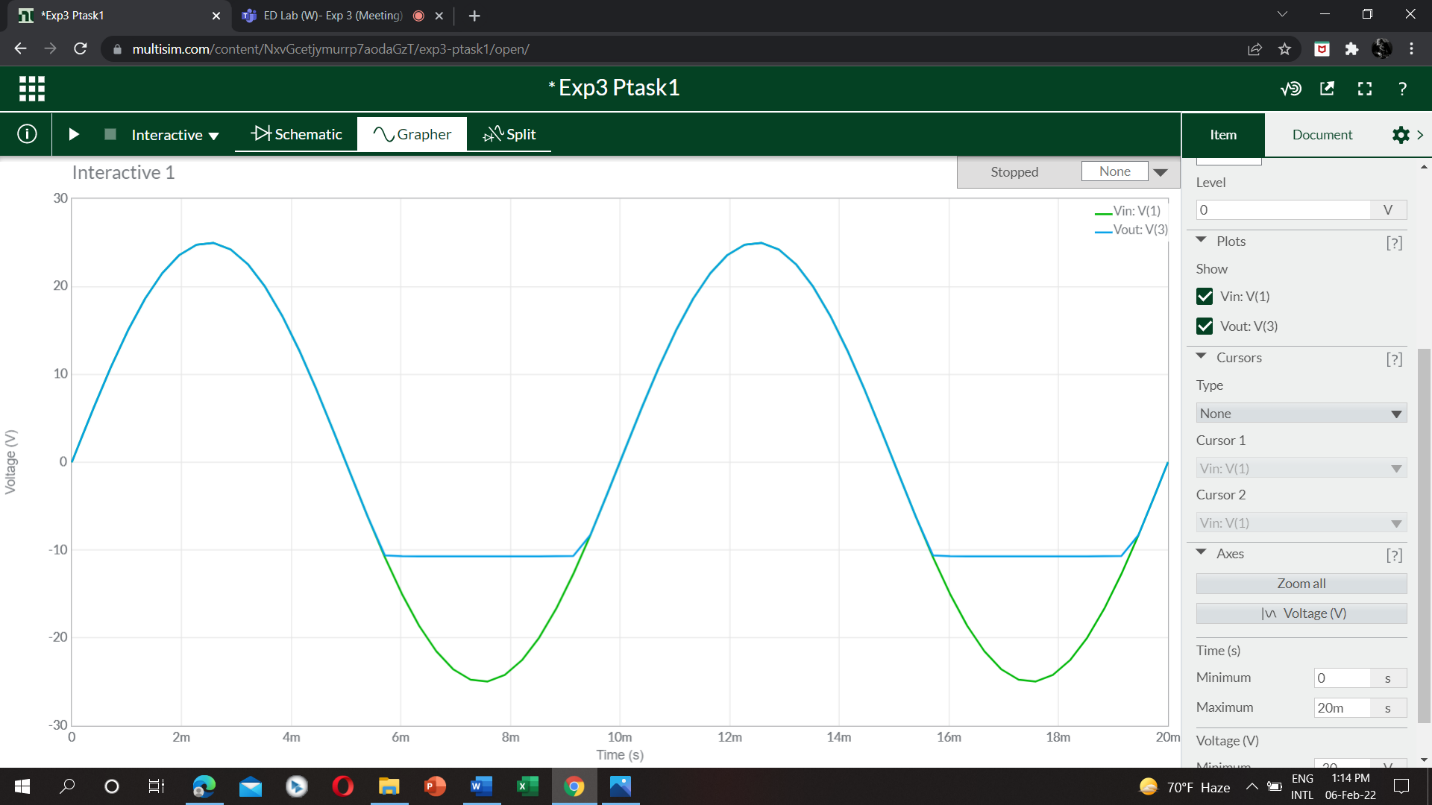 *Exp3 Ptask1
ED Lab (W)- Exp 3 (Meeting)
multisim.com/content/NxvGcetjymurrp7aodaGzT/exp3-ptask1/open/
*Exp3 Ptask1
?
Interactive
Schematic
Grapher
Split
Item
Document
Interactive 1
Stopped
None
Vin: V(1)
Vout: V(3)
30
20
10
0
-10
-20
-30
Voltage (V)
0
2m
4m
6m
8m
10m
12m
14m
16m
18m
20m
Time (s)
Level
0 V
Plots [?]
Show
Vin: V(1)
Vout: V(3)
Cursors [?]
Type
None
Cursor 1
Vin: V(1)
Cursor 2
Vin: V(1)
Axes [?]
Zoom all
Voltage (V)
Time (s)
Minimum 0 s
Maximum 20m s
Voltage (V)
Minimum -30 V
70°F Haze
ENG
INTL
1:14 PM
06-Feb-22